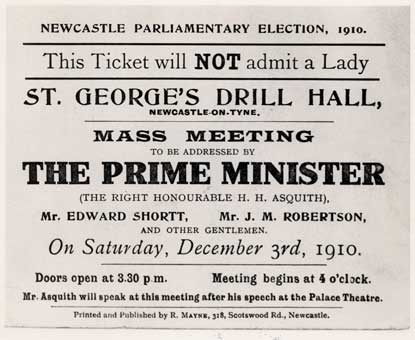 NEWCASTLE PARLIAMENTARY ELECTION, 1910.
This Ticket will NOT admit a Lady
ST. GEORGE'S DRILL HALL,
NEWCASTLE-ON-TYNE.
MASS MEETING
TO BE ADDRESSED BY
THE PRIME MINISTER
(THE RIGHT HONOURABLE H. H. ASQUITH),
Mr. EDWARD SHORTT, Mr. J. M. ROBERTSON,
AND OTHER GENTLEMEN.
On Saturday, December 3rd, 1910.
Doors open at 3.30 p.m. Meeting begins at 4 o'clock.
Mr. Asquith will speak at this meeting after his speech at the Palace Theatre.
Printed and Published by R. MAYNE, 318, Scotswood Rd., Newcastle.